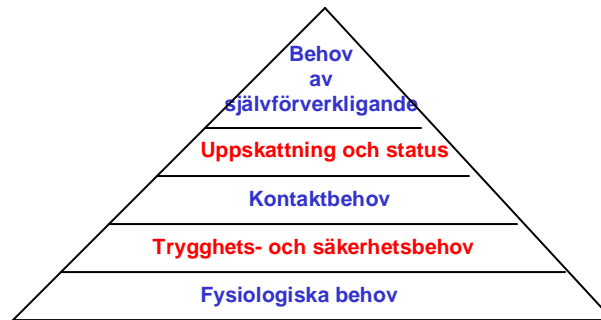 Behov
av
självförverkligande
Uppskattning och status
Kontaktbehov
Trygghets- och säkerhetsbehov
Fysiologiska behov